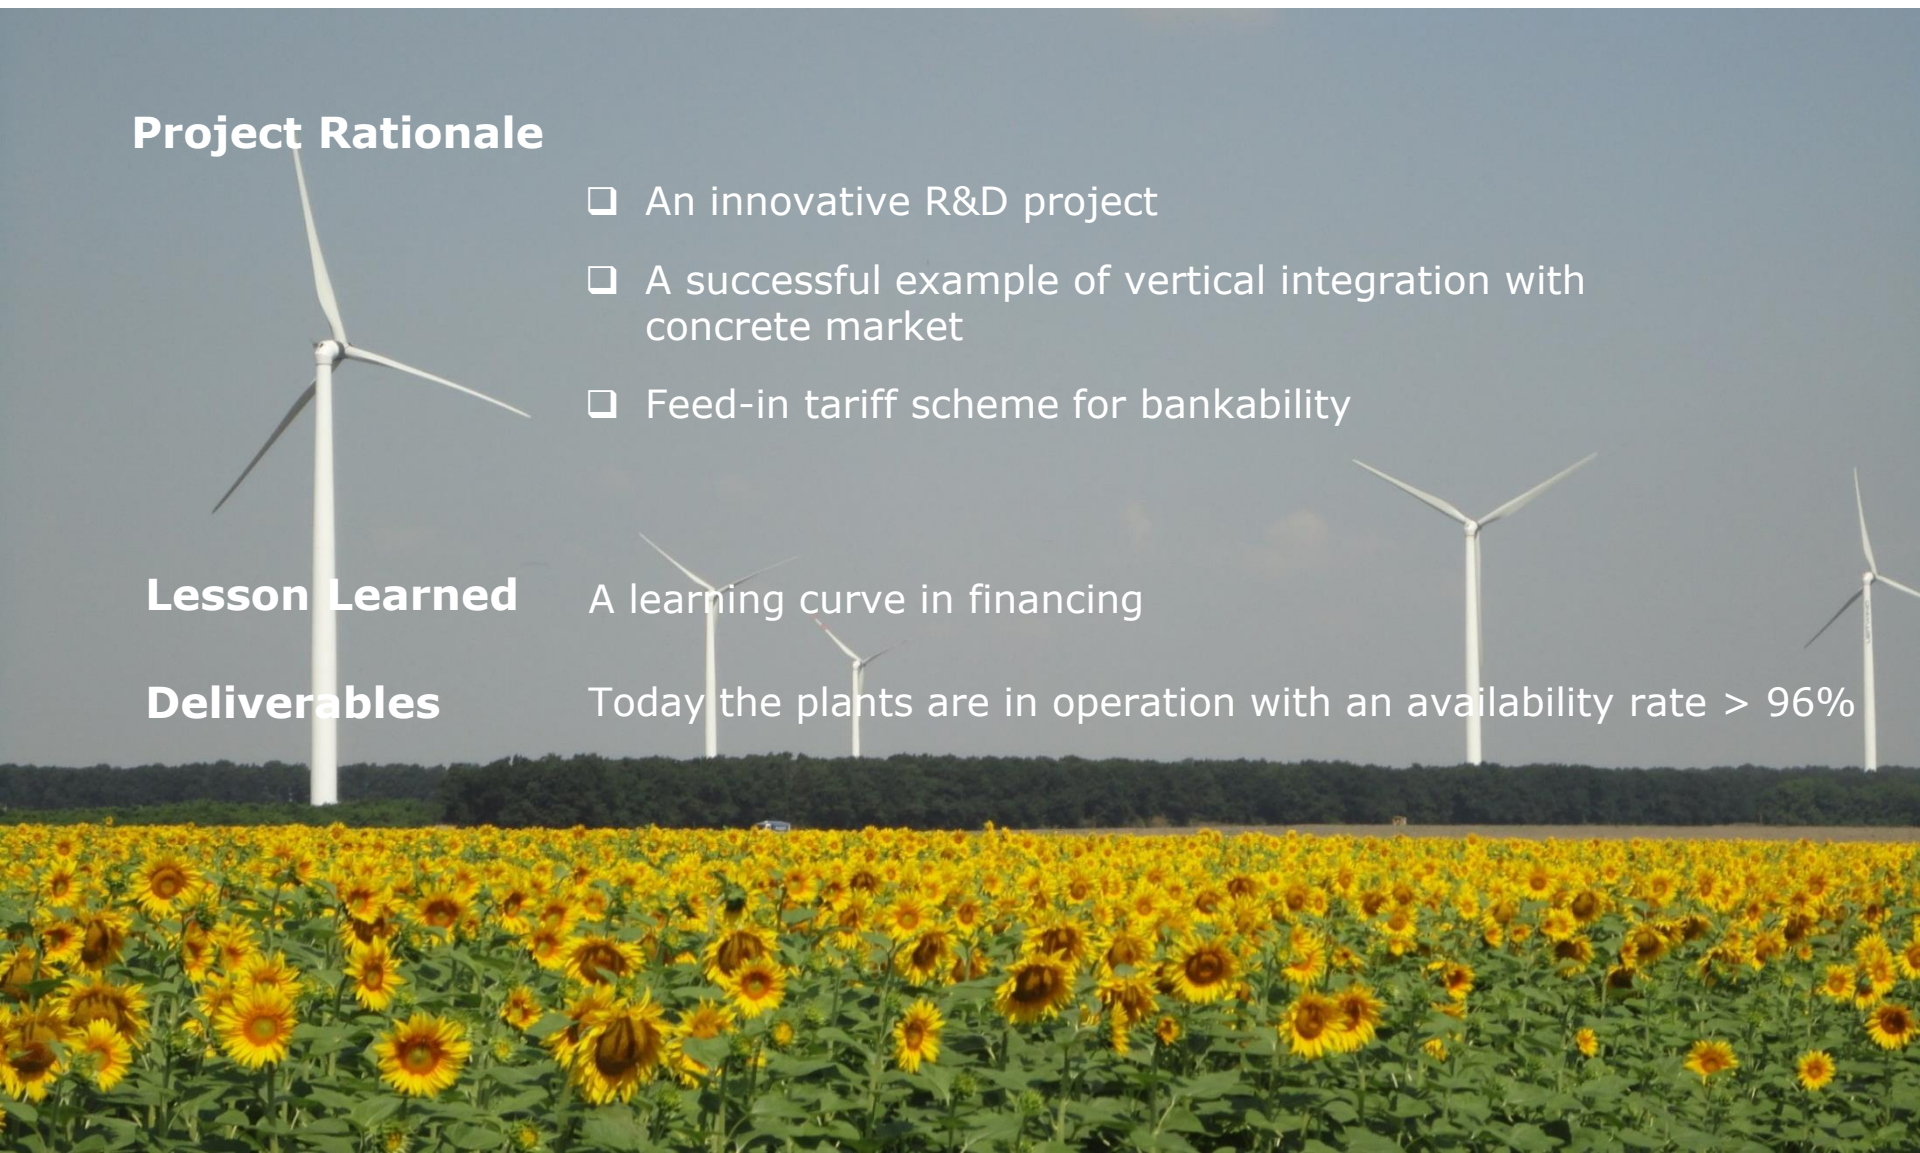 Project Rationale
❑ An innovative R&D project
❑ A successful example of vertical integration with
concrete market
❑ Feed-in tariff scheme for bankability
Lesson Learned
A learning curve in financing
Deliverables
Today the plants are in operation with an availability rate > 96%